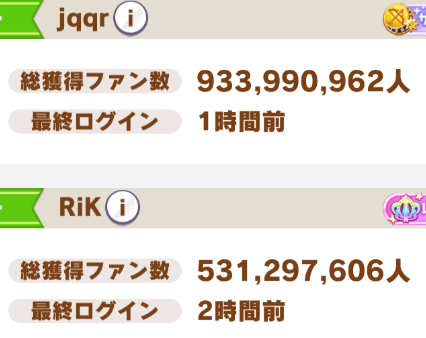 jqqr i
総獲得ファン数 933,990,962人
最終ログイン 1時間前
RiK i
総獲得ファン数 531,297,606人
最終ログイン 2時間前